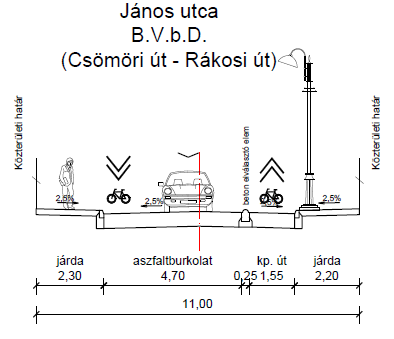 János utca
B.V.b.D.
(Csömöri út - Rákosi út)
Közterületi határ
beton elválasztó elem
Közterületi határ
2,5%
2,5%
2,5%
2,5%
járda
aszfaltburkolat
kp. út
járda
2,30
4,70
0,25
1,55
2,20
11,00